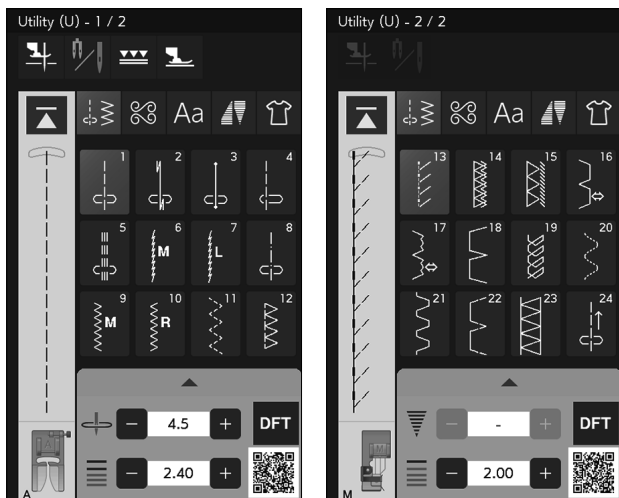 Utility (U) - 1 / 2
Aa
1 2 3 4
5 6 7 8
M L
9 10 11 12
M R
4.5 DFT
2.40
A
Utility (U) - 2 / 2
Aa
13 14 15 16
17 18 19 20
21 22 23 24
- DFT
2.00
M